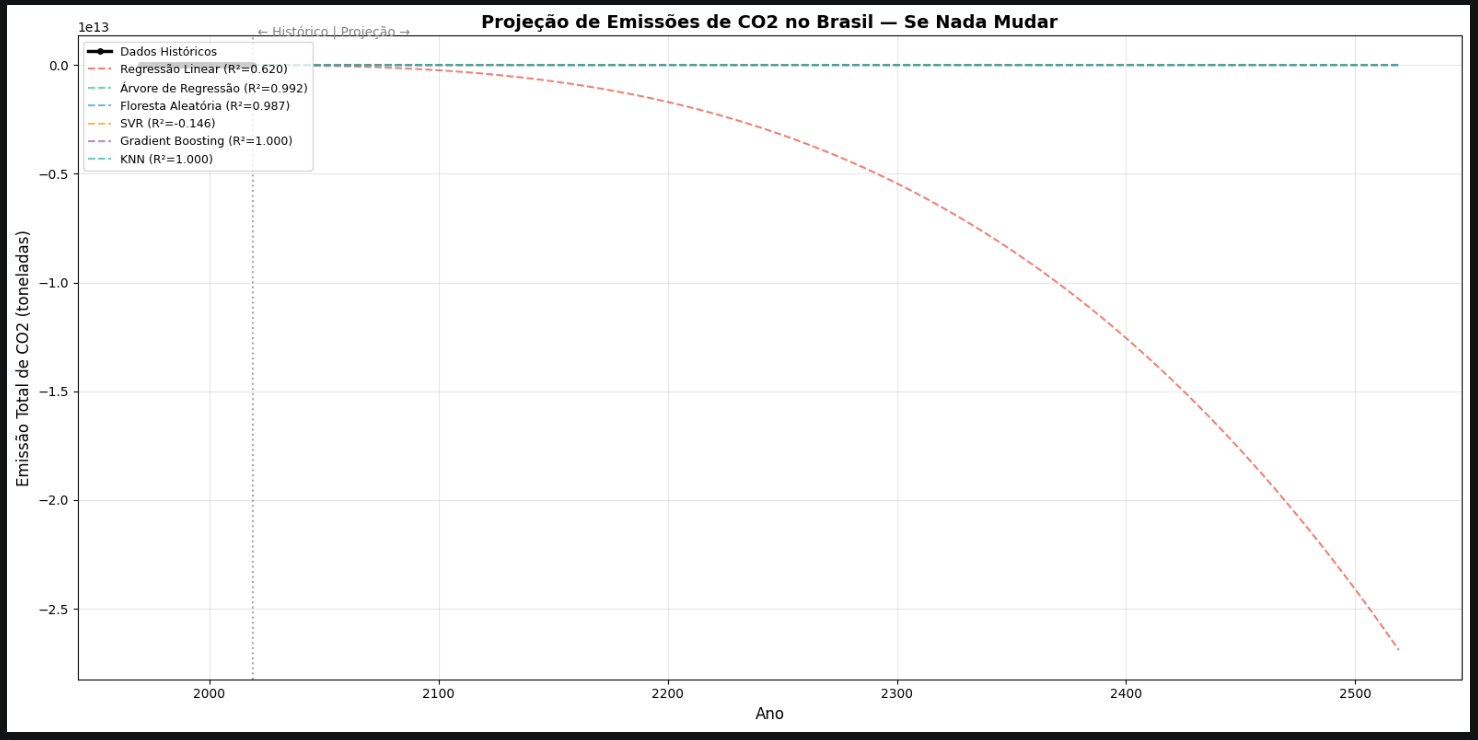 Projeção de Emissões de CO2 no Brasil — Se Nada Mudar
1e13
← Histórico | Projeção →
Dados Históricos
Regressão Linear (R²=0.620)
Árvore de Regressão (R²=0.992)
Floresta Aleatória (R²=0.987)
SVR (R²=-0.146)
Gradient Boosting (R²=1.000)
KNN (R²=1.000)
Emissão Total de CO2 (toneladas)
0.0
−0.5
−1.0
−1.5
−2.0
−2.5
2000 2100 2200 2300 2400 2500
Ano